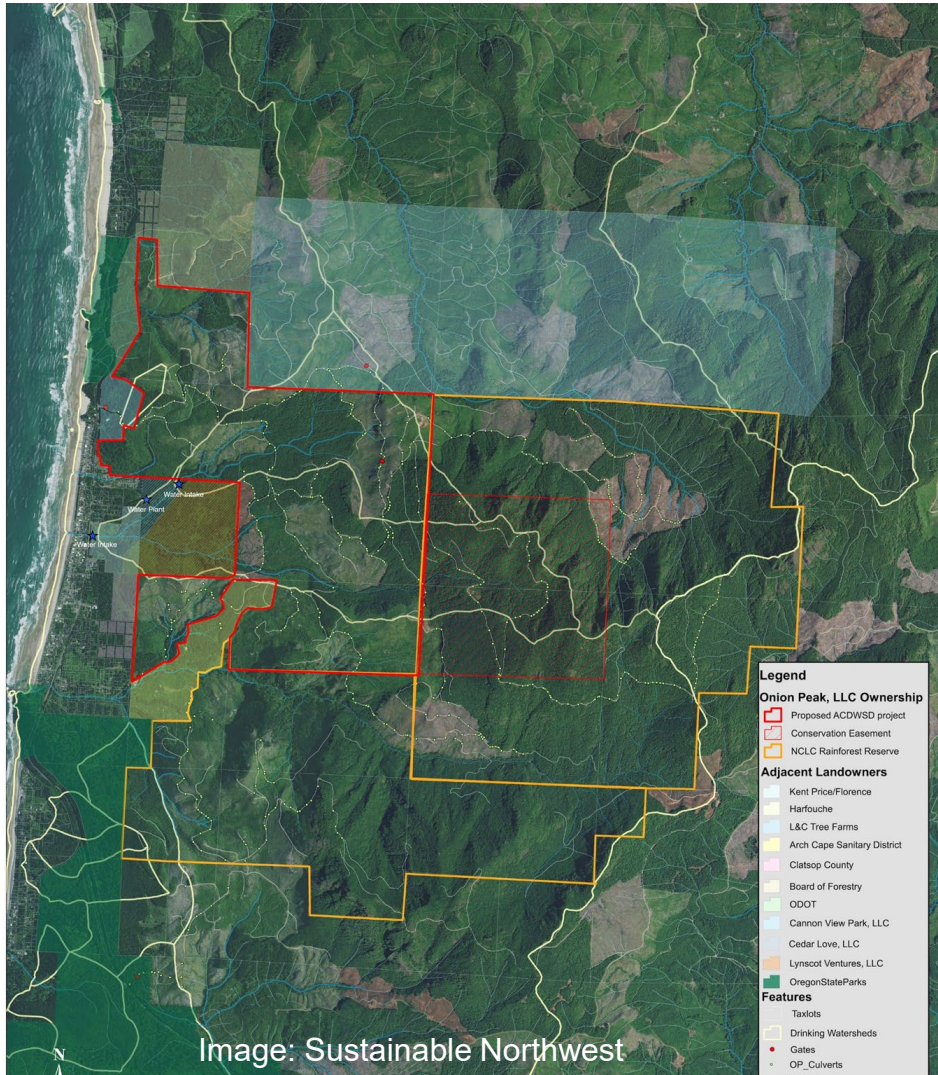 Water Intake
Water Plant
Water Intake
Legend
Onion Peak, LLC Ownership
Proposed ACDWSD project
Conservation Easement
NCLC Rainforest Reserve
Adjacent Landowners
Kent Price/Florence
Harfouche
L&C Tree Farms
Arch Cape Sanitary District
Clatsop County
Board of Forestry
ODOT
Cannon View Park, LLC
Cedar Love, LLC
Lynscot Ventures, LLC
OregonStateParks
Features
Taxlots
Drinking Watersheds
Gates
OP_Culverts
N
Image: Sustainable Northwest